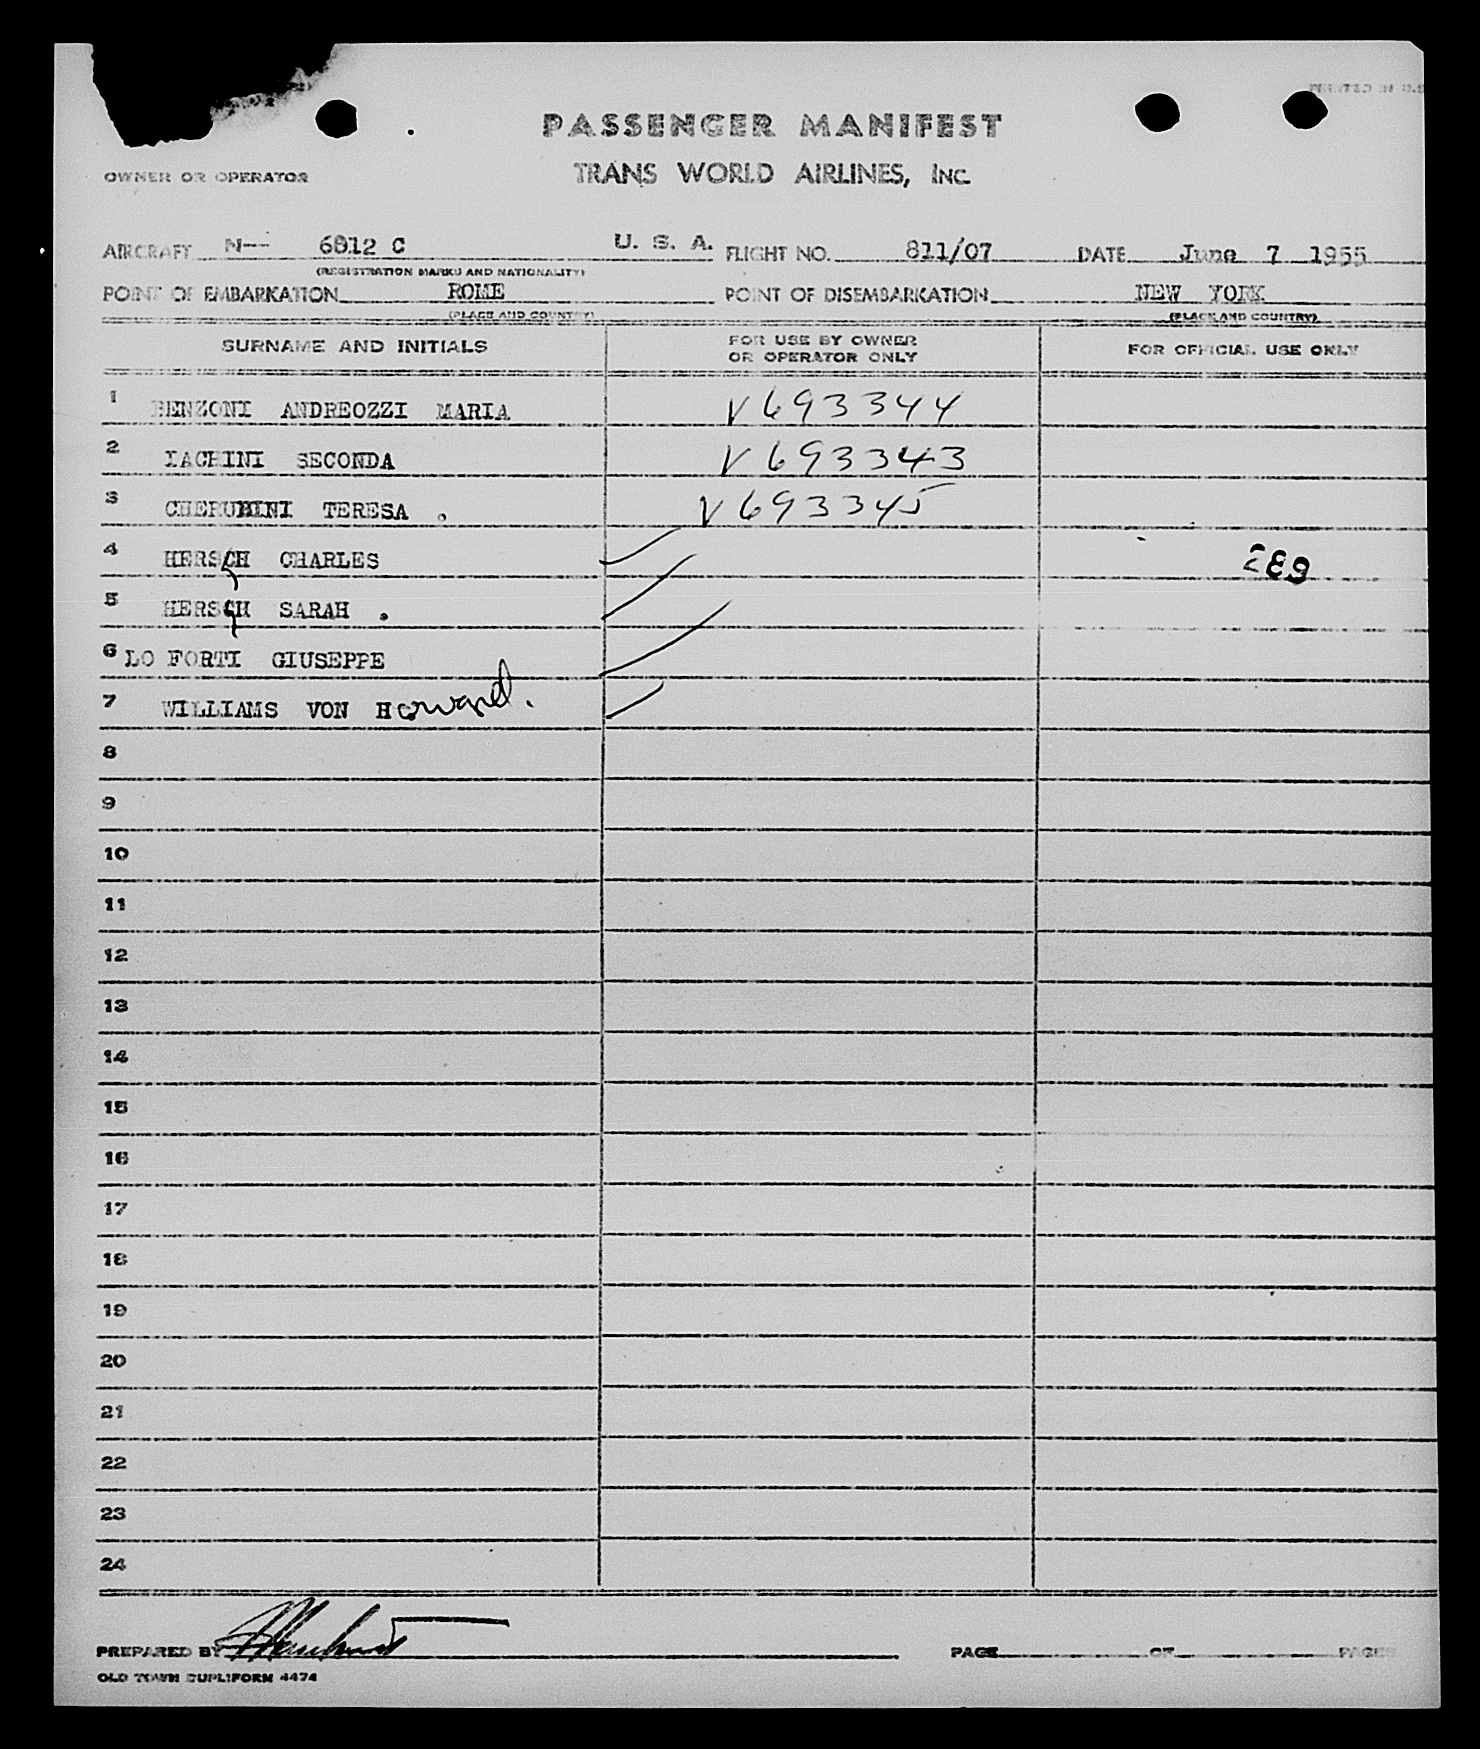 PRINTED IN U.S
PASSENGER MANIFEST
OWNER OR OPERATOR
TRANS WORLD AIRLINES, INC.
AIRCRAFT N-- 6812 C U. S. A. FLIGHT NO. 811/07 DATE June 7 1955
(REGISTRATION MARKS AND NATIONALITY)
POINT OF EMBARKATION ROME POINT OF DISEMBARKATION NEW YORK
(PLACE AND COUNTRY) (PLACE AND COUNTRY)
SURNAME AND INITIALS FOR USE BY OWNER OR OPERATOR ONLY FOR OFFICIAL USE ONLY
1 BENZONI ANDREOZZI MARIA V693344
2 IACHINI SECONDA V693343
3 CHERUBINI TERESA . V693345
4 HERSCH CHARLES 289
5 HERSCH SARAH .
6 LO FORTI GIUSEPPE
7 WILLIAMS VON Howard.
8
9
10
11
12
13
14
15
16
17
18
19
20
21
22
23
24
PREPARED BY PAGE OF PAGES
OLD TOWN DUPLIFORM 4474